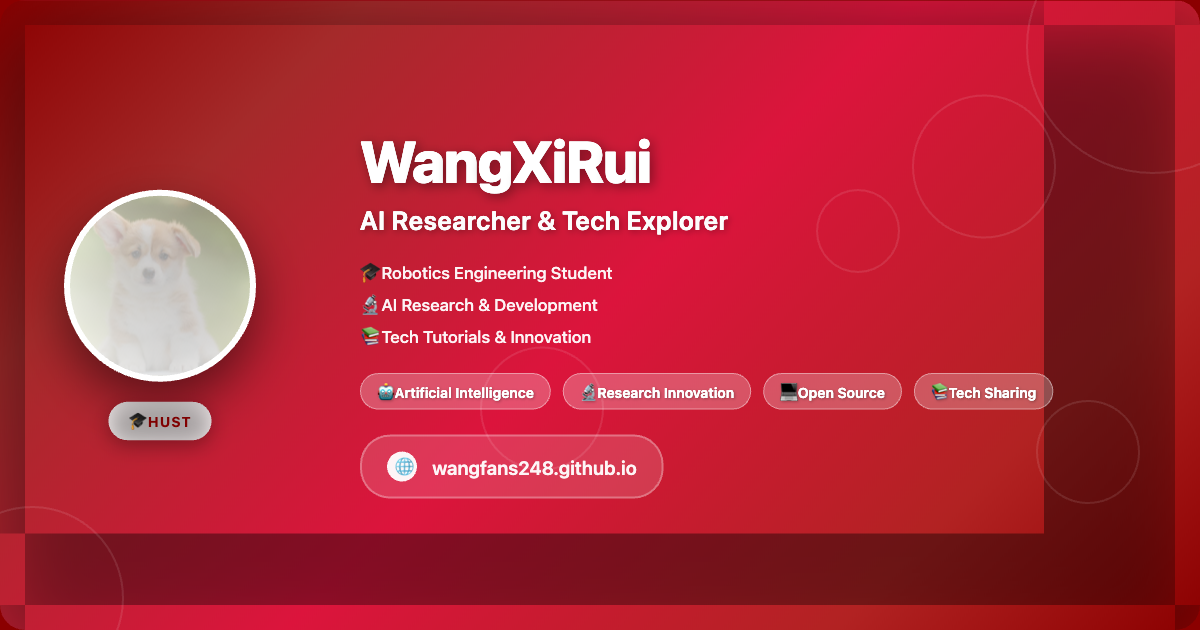 WangXiRui
AI Researcher & Tech Explorer
🎓Robotics Engineering Student
🔬AI Research & Development
📚Tech Tutorials & Innovation
🤖Artificial Intelligence
🔬Research Innovation
💻Open Source
📚Tech Sharing
🎓HUST
🌐 wangfans248.github.io